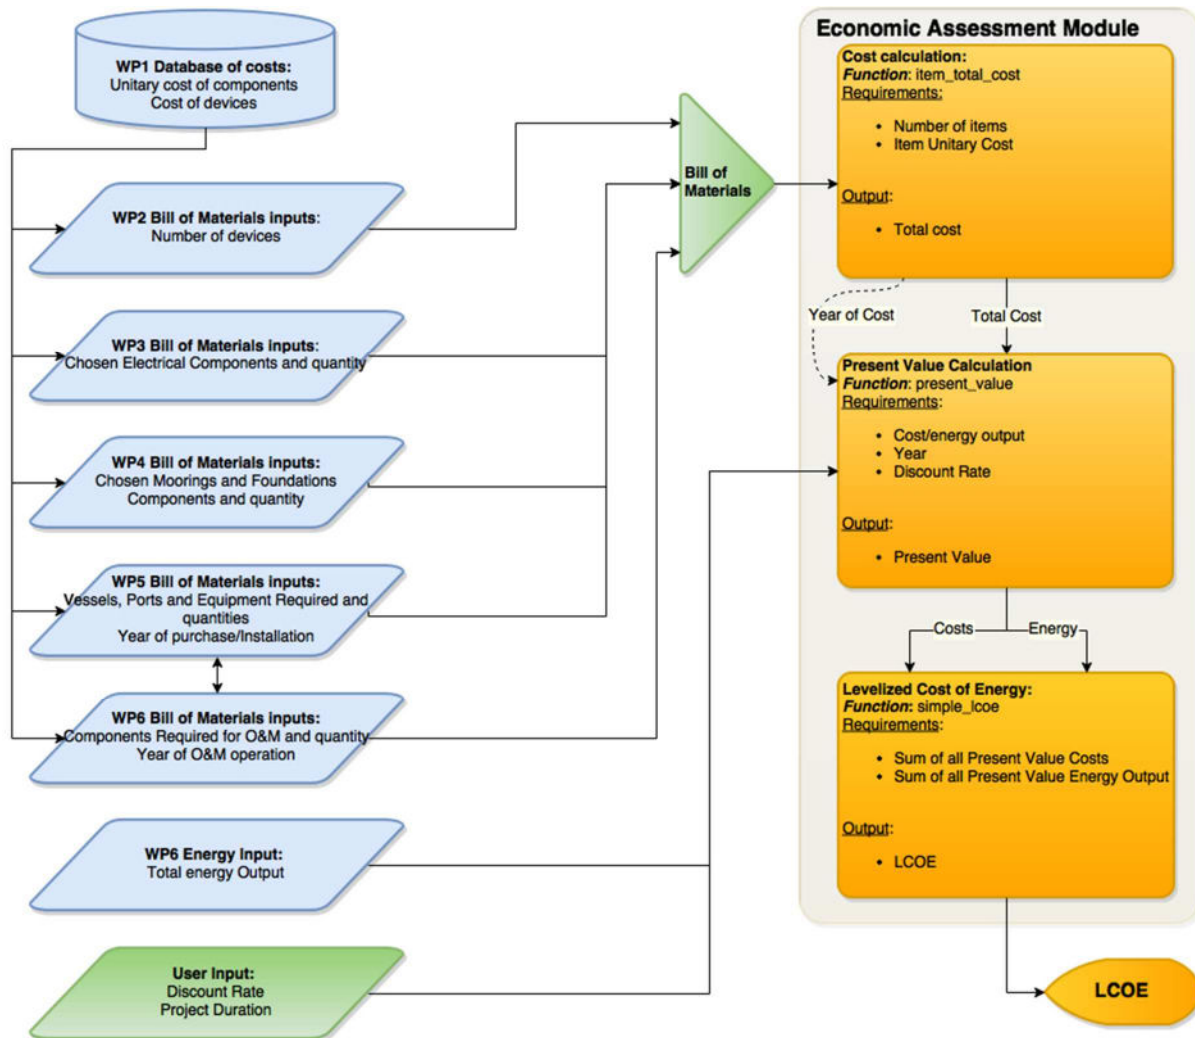 WP1 Database of costs:
Unitary cost of components
Cost of devices
WP2 Bill of Materials inputs:
Number of devices
WP3 Bill of Materials inputs:
Chosen Electrical Components and quantity
WP4 Bill of Materials inputs:
Chosen Moorings and Foundations
Components and quantity
WP5 Bill of Materials inputs:
Vessels, Ports and Equipment Required and
quantities
Year of purchase/Installation
WP6 Bill of Materials inputs:
Components Required for O&M and quantity
Year of O&M operation
WP6 Energy Input:
Total energy Output
User Input:
Discount Rate
Project Duration
Bill of
Materials
Economic Assessment Module
Cost calculation:
Function: item_total_cost
Requirements:
• Number of items
• Item Unitary Cost
Output:
• Total cost
Year of Cost
Total Cost
Present Value Calculation
Function: present_value
Requirements:
• Cost/energy output
• Year
• Discount Rate
Output:
• Present Value
Costs
Energy
Levelized Cost of Energy:
Function: simple_lcoe
Requirements:
• Sum of all Present Value Costs
• Sum of all Present Value Energy Output
Output:
• LCOE
LCOE